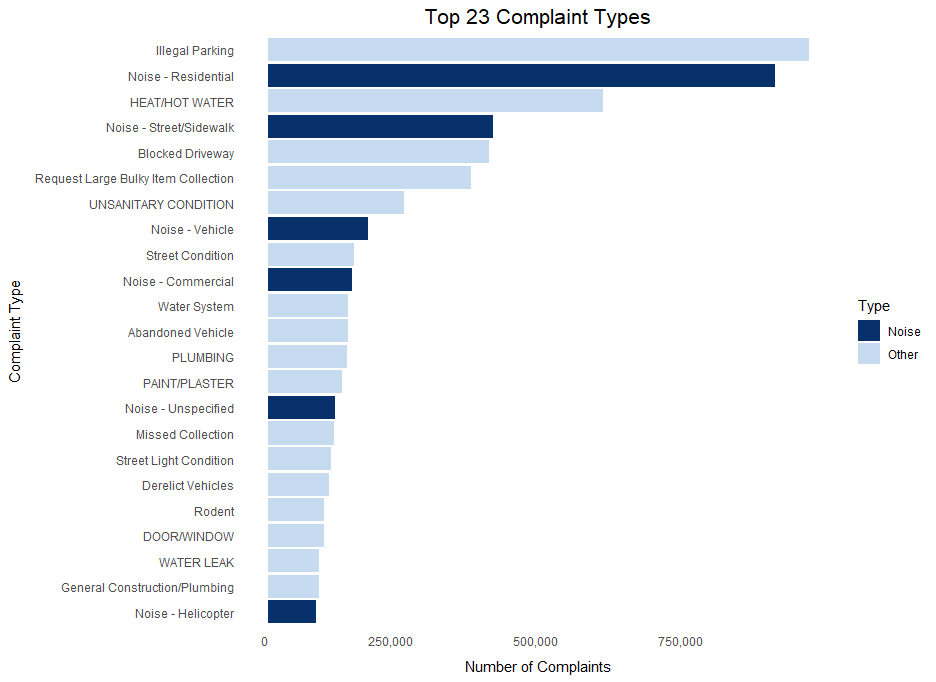 Top 23 Complaint Types
Complaint Type
Illegal Parking
Noise - Residential
HEAT/HOT WATER
Noise - Street/Sidewalk
Blocked Driveway
Request Large Bulky Item Collection
UNSANITARY CONDITION
Noise - Vehicle
Street Condition
Noise - Commercial
Water System
Abandoned Vehicle
PLUMBING
PAINT/PLASTER
Noise - Unspecified
Missed Collection
Street Light Condition
Derelict Vehicles
Rodent
DOOR/WINDOW
WATER LEAK
General Construction/Plumbing
Noise - Helicopter
0 250,000 500,000 750,000
Number of Complaints
Type
Noise
Other